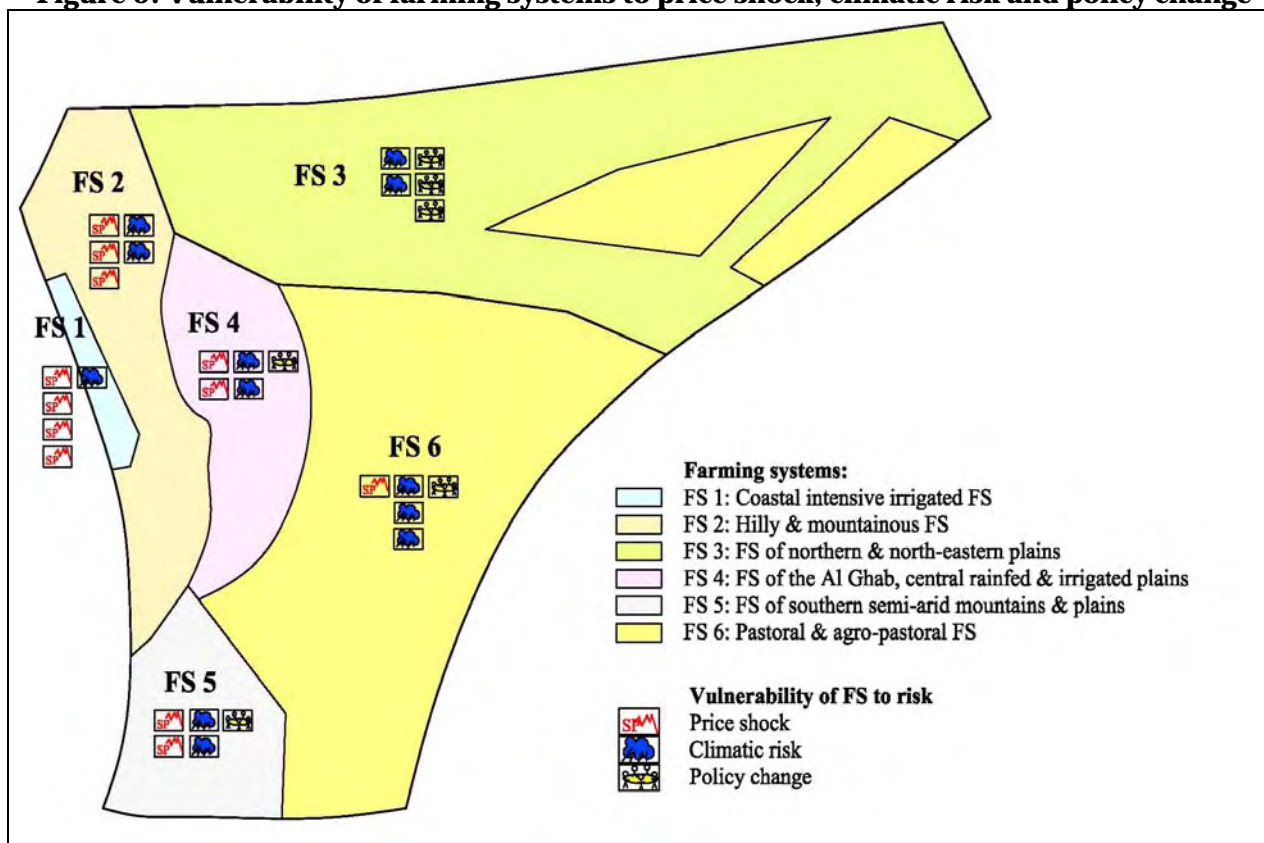 Figure 6: Vulnerability of farming systems to price shock, climatic risk and policy change
FS 2
FS 3
FS 1
FS 4
FS 6
FS 5
Farming systems:
FS 1: Coastal intensive irrigated FS
FS 2: Hilly & mountainous FS
FS 3: FS of northern & north-eastern plains
FS 4: FS of the Al Ghab, central rainfed & irrigated plains
FS 5: FS of southern semi-arid mountains & plains
FS 6: Pastoral & agro-pastoral FS
Vulnerability of FS to risk
SP Price shock
Climatic risk
Policy change